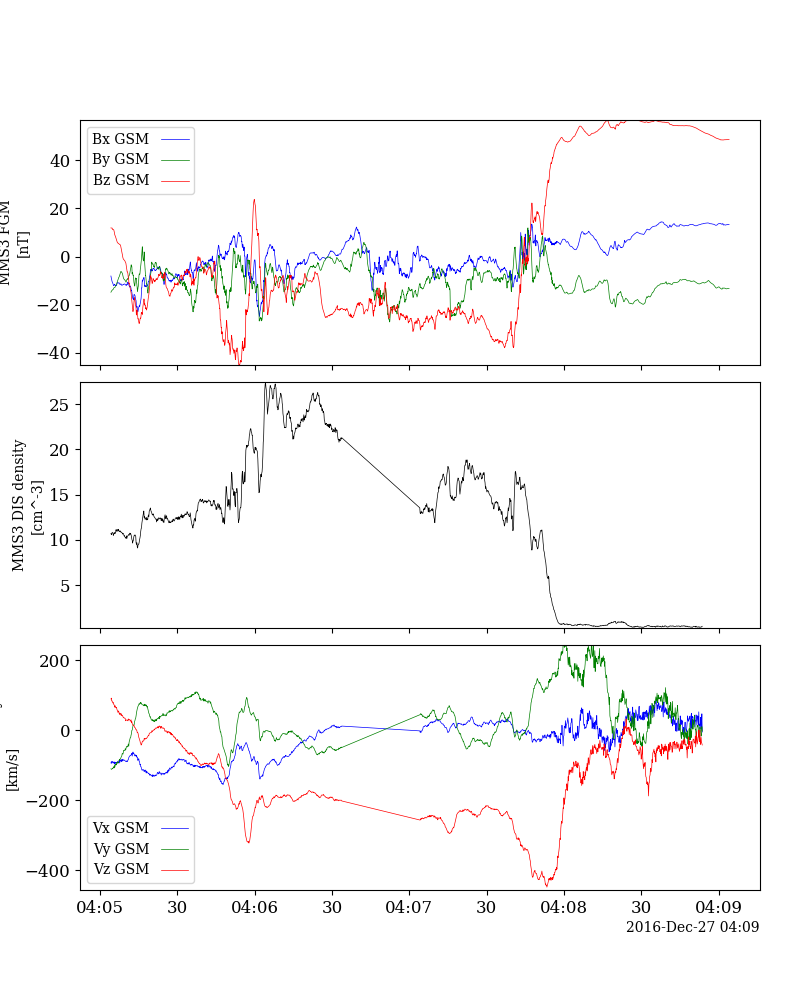 MMS3 FGM
[nT]
Bx GSM
By GSM
Bz GSM
40
20
0
−20
−40
MMS3 DIS density
[cm^-3]
25
20
15
10
5
[km/s]
200
0
−200
−400
Vx GSM
Vy GSM
Vz GSM
04:05 30 04:06 30 04:07 30 04:08 30 04:09
2016-Dec-27 04:09